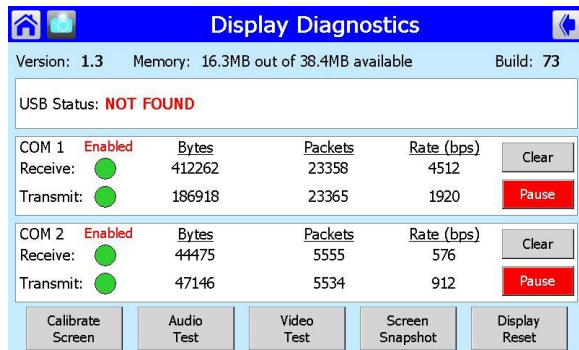 Display Diagnostics
Version: 1.3 Memory: 16.3MB out of 38.4MB available Build: 73
USB Status: NOT FOUND
COM 1 Enabled Bytes Packets Rate (bps) Clear
Receive: 412262 23358 4512
Transmit: 186918 23365 1920 Pause
COM 2 Enabled Bytes Packets Rate (bps) Clear
Receive: 44475 5555 576
Transmit: 47146 5534 912 Pause
Calibrate Screen Audio Test Video Test Screen Snapshot Display Reset